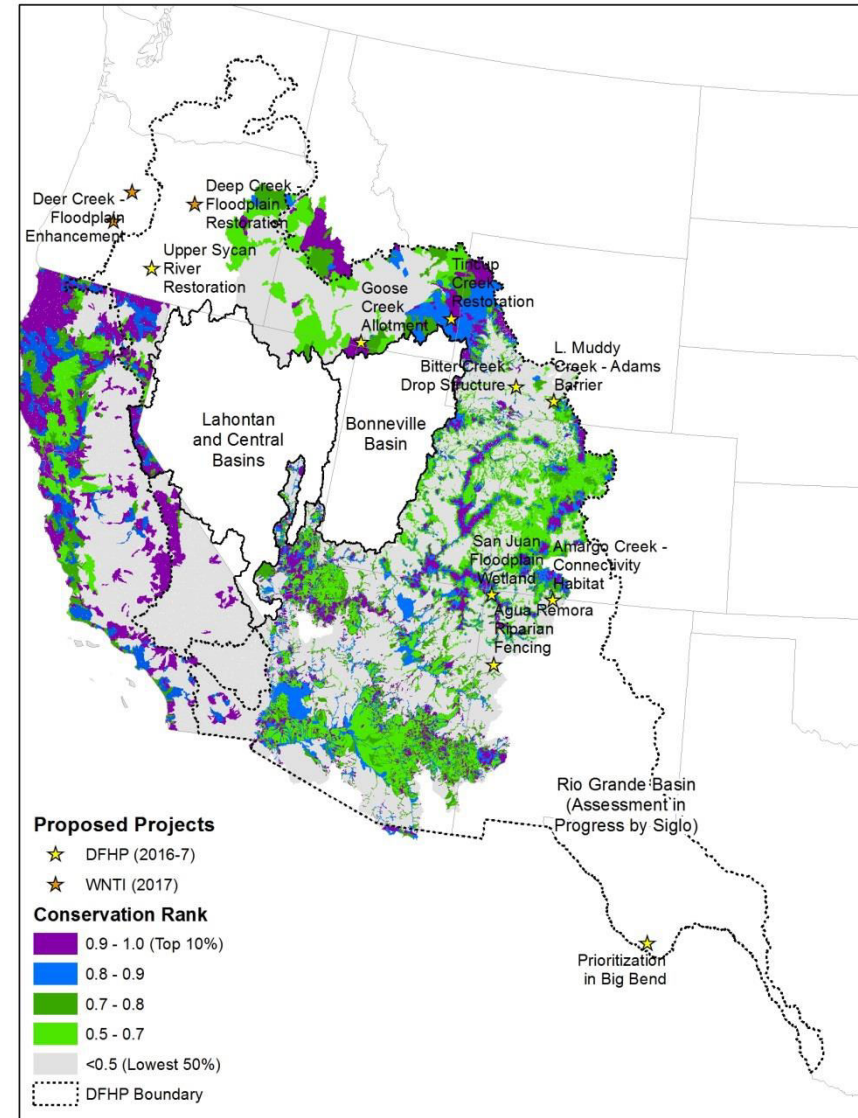 Deer Creek -
Floodplain
Enhancement
Deep Creek -
Floodplain
Restoration
Upper Sycan
River
Restoration
Goose
Creek
Allotment
Tincup
Creek
Restoration
L. Muddy
Creek - Adams
Barrier
Bitter Creek -
Drop Structure
Lahontan
and Central
Basins
Bonneville
Basin
San Juan
Floodplain
Wetland
Amargo Creek -
Connectivity
Habitat
Agua Remora
Riparian
Fencing
Rio Grande Basin
(Assessment in
Progress by Siglo)
Prioritization
in Big Bend
Proposed Projects
DFHP (2016-7)
WNTI (2017)
Conservation Rank
0.9 - 1.0 (Top 10%)
0.8 - 0.9
0.7 - 0.8
0.5 - 0.7
<0.5 (Lowest 50%)
DFHP Boundary